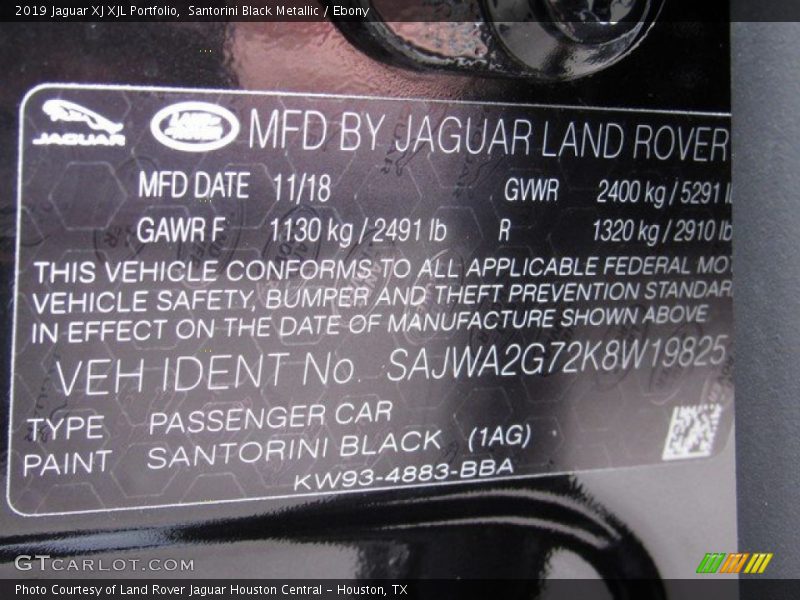 2019 Jaguar XJ XJL Portfolio,  Santorini Black Metallic / Ebony
JAGUAR LAND ROVER MFD BY JAGUAR LAND ROVER
MFD DATE 11/18 GVWR 2400 kg / 5291 l
GAWR F 1130 kg / 2491 lb R 1320 kg / 2910 lb
THIS VEHICLE CONFORMS TO ALL APPLICABLE FEDERAL MOT
VEHICLE SAFETY, BUMPER AND THEFT PREVENTION STANDAR
IN EFFECT ON THE DATE OF MANUFACTURE SHOWN ABOVE
VEH IDENT No. SAJWA2G72K8W19825
TYPE PASSENGER CAR
PAINT SANTORINI BLACK (1AG)
KW93-4883-BBA
GTCARLOT.COM
Photo Courtesy of Land Rover Jaguar Houston Central - Houston, TX